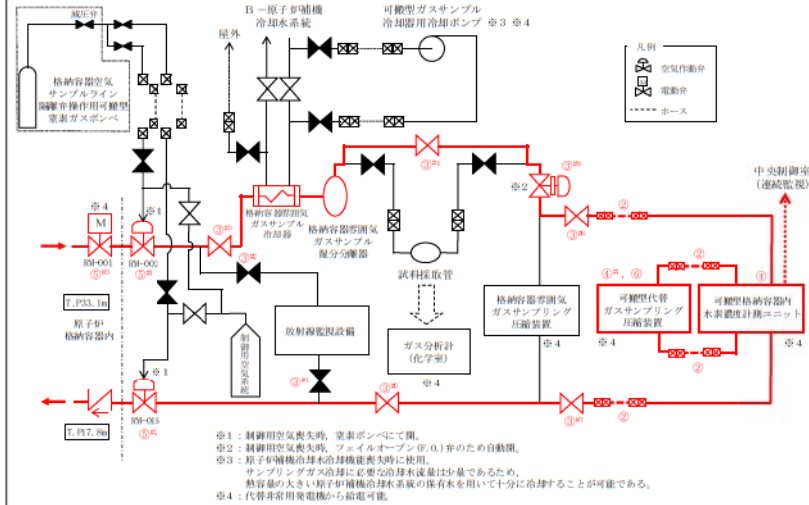 B－原子炉補機
冷却水系統
可搬型ガスサンプル
冷却器用冷却ポンプ ※3 ※4
減圧弁
屋外
凡例
空気作動弁
M
電動弁
ホース
格納容器空気
サンプルライン
隔離弁操作用可搬型
窒素ガスボンベ
中央制御室
(連続監視)
※2
※4
M
※1
RM-001
RM-002
格納容器雰囲気
ガスサンプル
冷却器
格納容器雰囲気
ガスサンプル
湿分分離器
試料採取管
②
②
T.P33.1m
原子炉
格納容器内
放射線監視設備
格納容器雰囲気
ガスサンプリング
圧縮装置
④
可搬型代替
ガスサンプリング
圧縮装置
可搬型格納容器内
水素濃度計測ユニット
制御用空気系統
ガス分析計
(化学室)
※4
※4
※4
※4
②
②
※1
RM-015
T.P17.8m
※1：制御用空気喪失時，窒素ボンベにて開。
※2：制御用空気喪失時，フェイルオープン(F.O.)弁のため自動開。
※3：原子炉補機冷却水冷却機能喪失時に使用。
サンプリングガス冷却に必要な冷却水流量は少量であるため，
熱容量の大きい原子炉補機冷却水系統の保有水を用いて十分に冷却することが可能である。
※4：代替非常用発電機から給電可能。